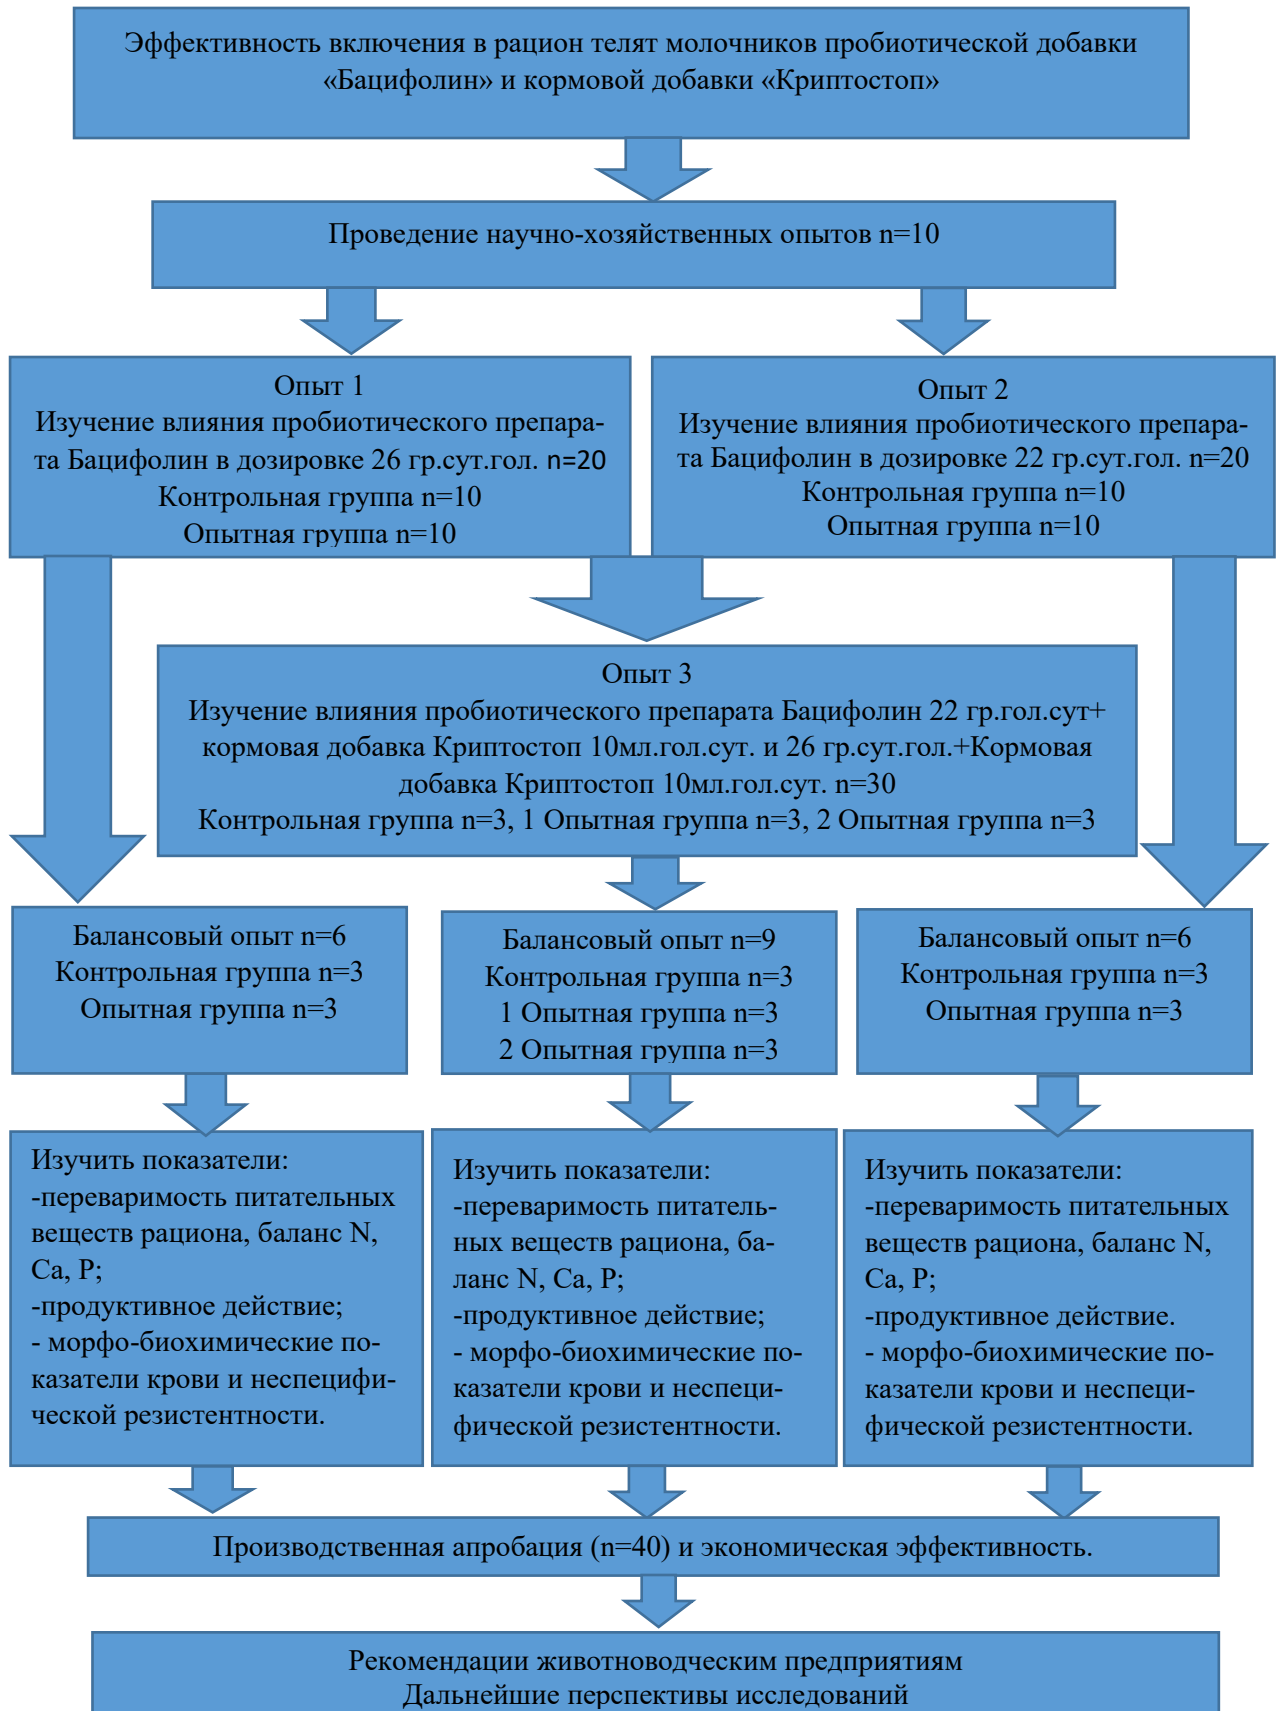 Эффективность включения в рацион телят молочников пробиотической добавки
«Бацифолин» и кормовой добавки «Криптостоп»
Проведение научно-хозяйственных опытов n=10
Опыт 1
Изучение влияния пробиотического препара-
та Бацифолин в дозировке 26 гр.сут.гол. n=20
Контрольная группа n=10
Опытная группа n=10
Опыт 2
Изучение влияния пробиотического препара-
та Бацифолин в дозировке 22 гр.сут.гол. n=20
Контрольная группа n=10
Опытная группа n=10
Опыт 3
Изучение влияния пробиотического препарата Бацифолин 22 гр.гол.сут+
кормовая добавка Криптостоп 10мл.гол.сут. и 26 гр.сут.гол.+Кормовая
добавка Криптостоп 10мл.гол.сут. n=30
Контрольная группа n=3, 1 Опытная группа n=3, 2 Опытная группа n=3
Балансовый опыт n=6
Контрольная группа n=3
Опытная группа n=3
Балансовый опыт n=9
Контрольная группа n=3
1 Опытная группа n=3
2 Опытная группа n=3
Балансовый опыт n=6
Контрольная группа n=3
Опытная группа n=3
Изучить показатели:
-переваримость питательных
веществ рациона, баланс N,
Ca, P;
-продуктивное действие;
- морфо-биохимические по-
казатели крови и неспецифи-
ческой резистентности.
Изучить показатели:
-переваримость питатель-
ных веществ рациона, ба-
ланс N, Ca, P;
-продуктивное действие;
- морфо-биохимические по-
казатели крови и неспеци-
фической резистентности.
Изучить показатели:
-переваримость питательных
веществ рациона, баланс N,
Ca, P;
-продуктивное действие.
- морфо-биохимические по-
казатели крови и неспеци-
фической резистентности.
Производственная апробация (n=40) и экономическая эффективность.
Рекомендации животноводческим предприятиям
Дальнейшие перспективы исследований